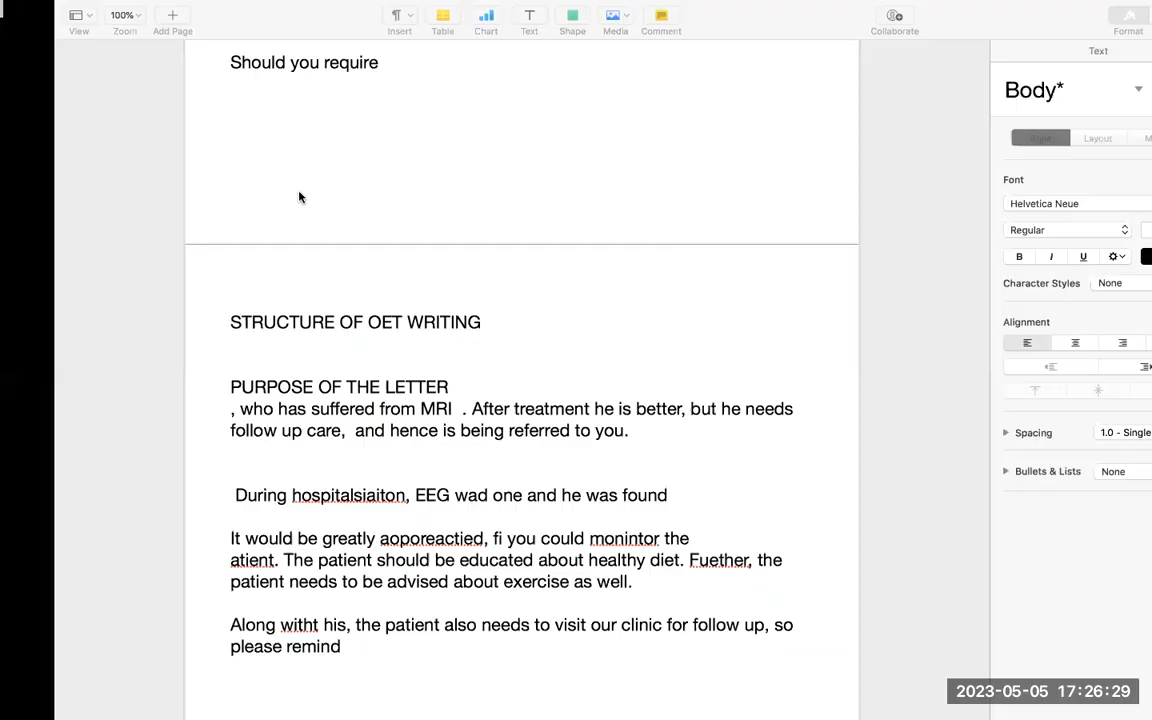 100%
View
Zoom
Add Page
Insert
Table
Chart
Text
Shape
Media
Comment
Collaborate
Format
Text
Body*
Style
Layout
M
Font
Helvetica Neue
Regular
B I U
Character Styles None
Alignment
Spacing 1.0 - Single
Bullets & Lists None
Should you require
STRUCTURE OF OET WRITING
PURPOSE OF THE LETTER
, who has suffered from MRI . After treatment he is better, but he needs
follow up care, and hence is being referred to you.
During hospitalsiaiton, EEG wad one and he was found
It would be greatly aoporeactied, fi you could monintor the
atient. The patient should be educated about healthy diet. Fuether, the
patient needs to be advised about exercise as well.
Along witht his, the patient also needs to visit our clinic for follow up, so
please remind
2023-05-05 17:26:29